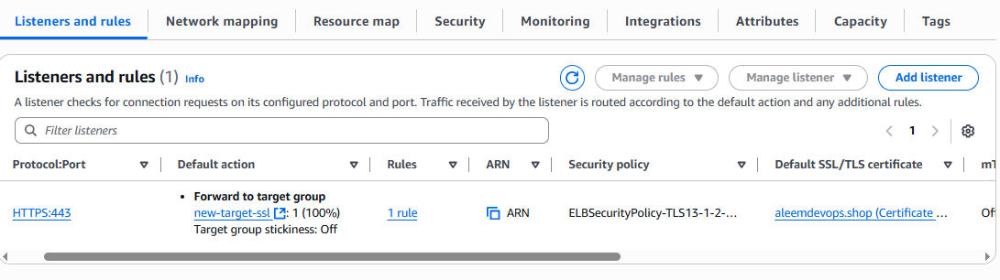 Listeners and rules Network mapping Resource map Security Monitoring Integrations Attributes Capacity Tags
Listeners and rules (1) Info Manage rules Manage listener Add listener
A listener checks for connection requests on its configured protocol and port. Traffic received by the listener is routed according to the default action and any additional rules.
Filter listeners 1
Protocol:Port Default action Rules ARN Security policy Default SSL/TLS certificate mT
• Forward to target group
HTTPS:443 new-target-ssl : 1 (100%) 1 rule ARN ELBSecurityPolicy-TLS13-1-2-... aleemdevops.shop (Certificate ... Of
Target group stickiness: Off